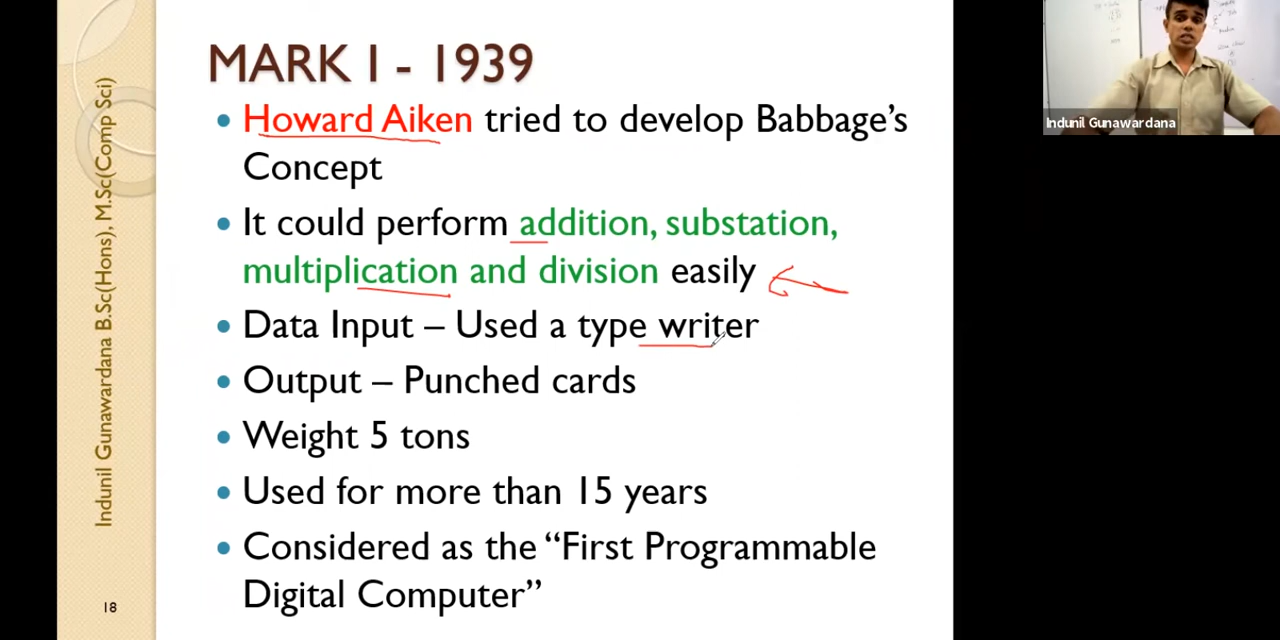 MARK I - 1939
Howard Aiken tried to develop Babbage's
Concept
It could perform addition, substation,
multiplication and division easily
Data Input – Used a type writer
Output – Punched cards
Weight 5 tons
Used for more than 15 years
Considered as the “First Programmable
Digital Computer”
Indunil Gunawardana B.Sc(Hons), M.Sc(Comp Sci)
18
Indunil Gunawardana